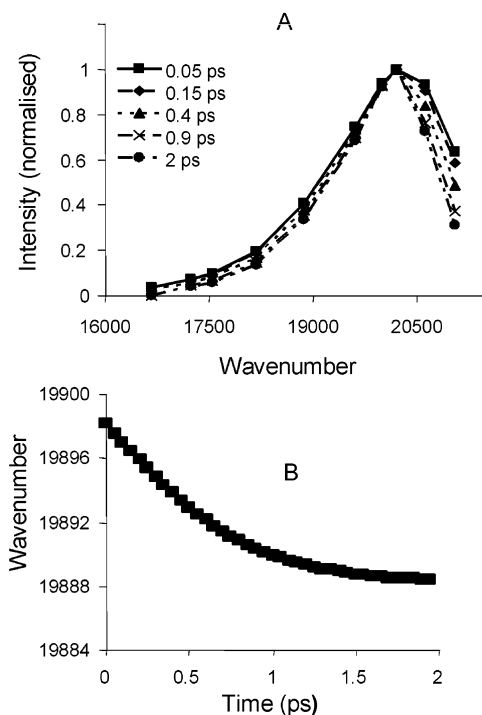 A
0.05 ps
0.15 ps
0.4 ps
0.9 ps
2 ps
Intensity (normalised)
1
0.8
0.6
0.4
0.2
0
16000 17500 19000 20500
Wavenumber
B
Wavenumber
19900
19896
19892
19888
19884
0 0.5 1 1.5 2
Time (ps)